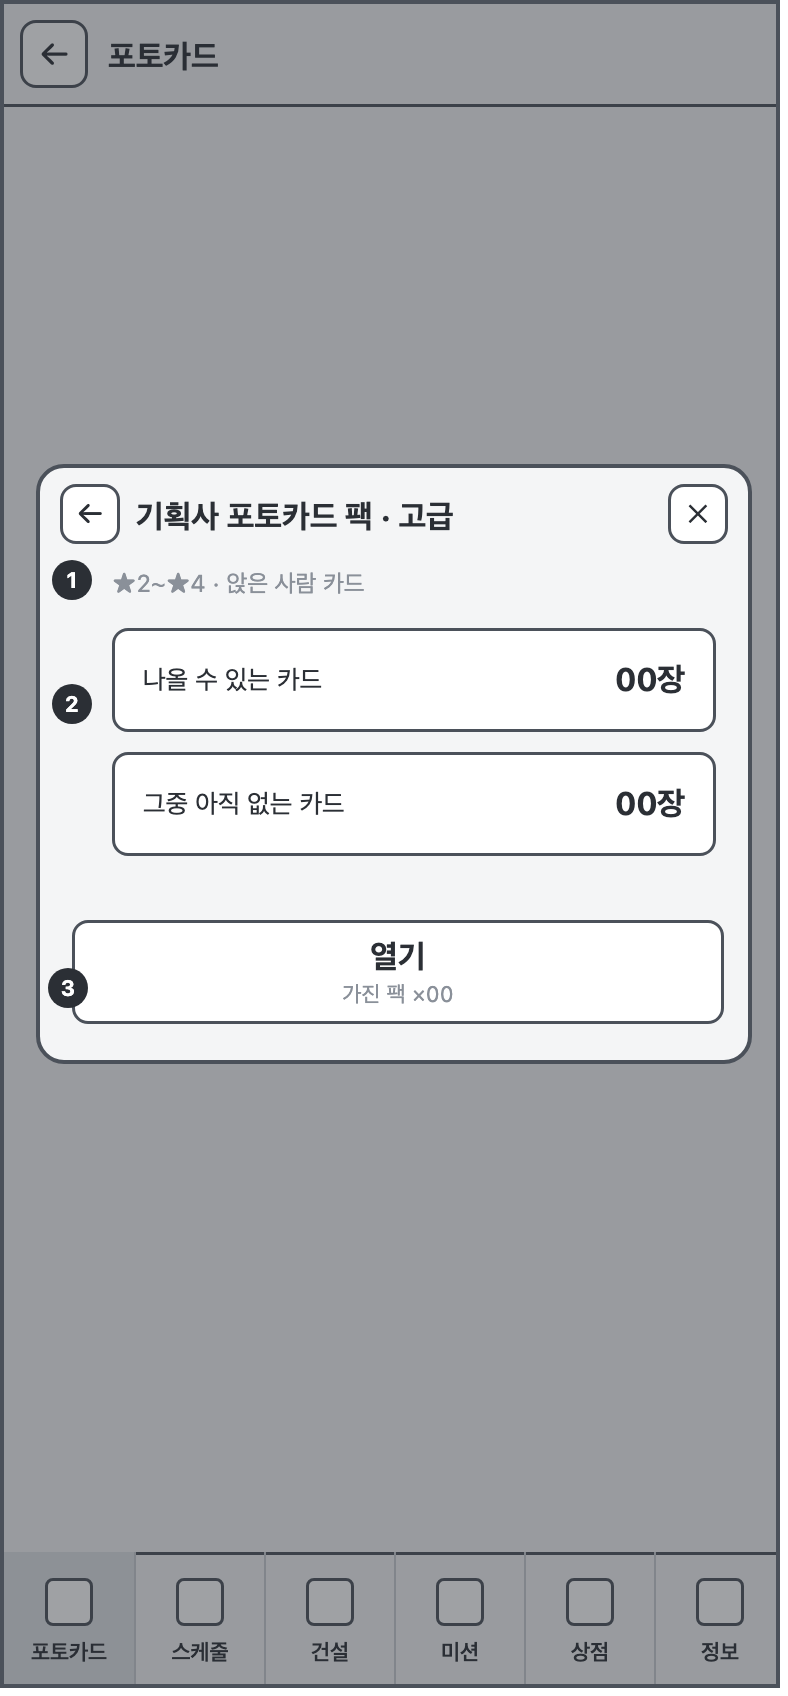 포토카드
기획사 포토카드 팩 · 고급
1 ★2~★4 · 앉은 사람 카드
나올 수 있는 카드 00장
2
그중 아직 없는 카드 00장
열기
3 가진 팩 ×00
포토카드 스케줄 건설 미션 상점 정보